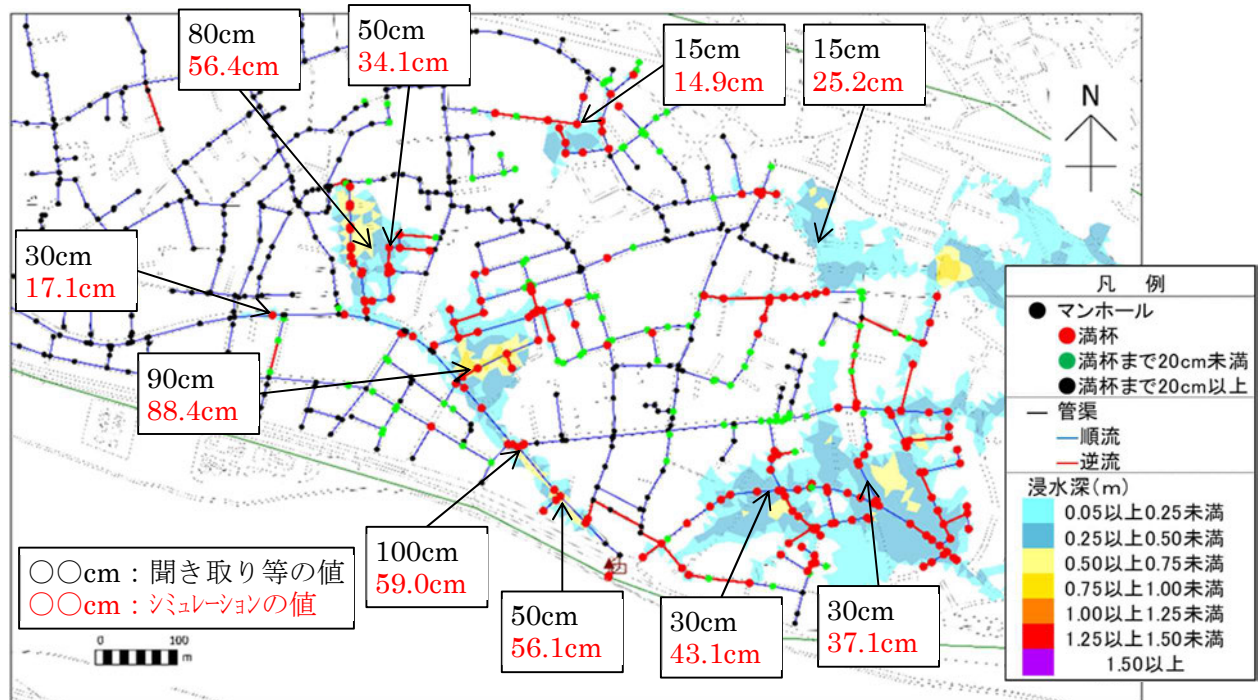 80cm
56.4cm
50cm
34.1cm
15cm
14.9cm
15cm
25.2cm
N
30cm
17.1cm
90cm
88.4cm
100cm
59.0cm
50cm
56.1cm
30cm
43.1cm
30cm
37.1cm
凡 例
マンホール
満杯
満杯まで20cm未満
満杯まで20cm以上
管渠
順流
逆流
浸水深(m)
0.05以上0.25未満
0.25以上0.50未満
0.50以上0.75未満
0.75以上1.00未満
1.00以上1.25未満
1.25以上1.50未満
1.50以上
○○cm：聞き取り等の値
○○cm：シミュレーションの値
0 100
m